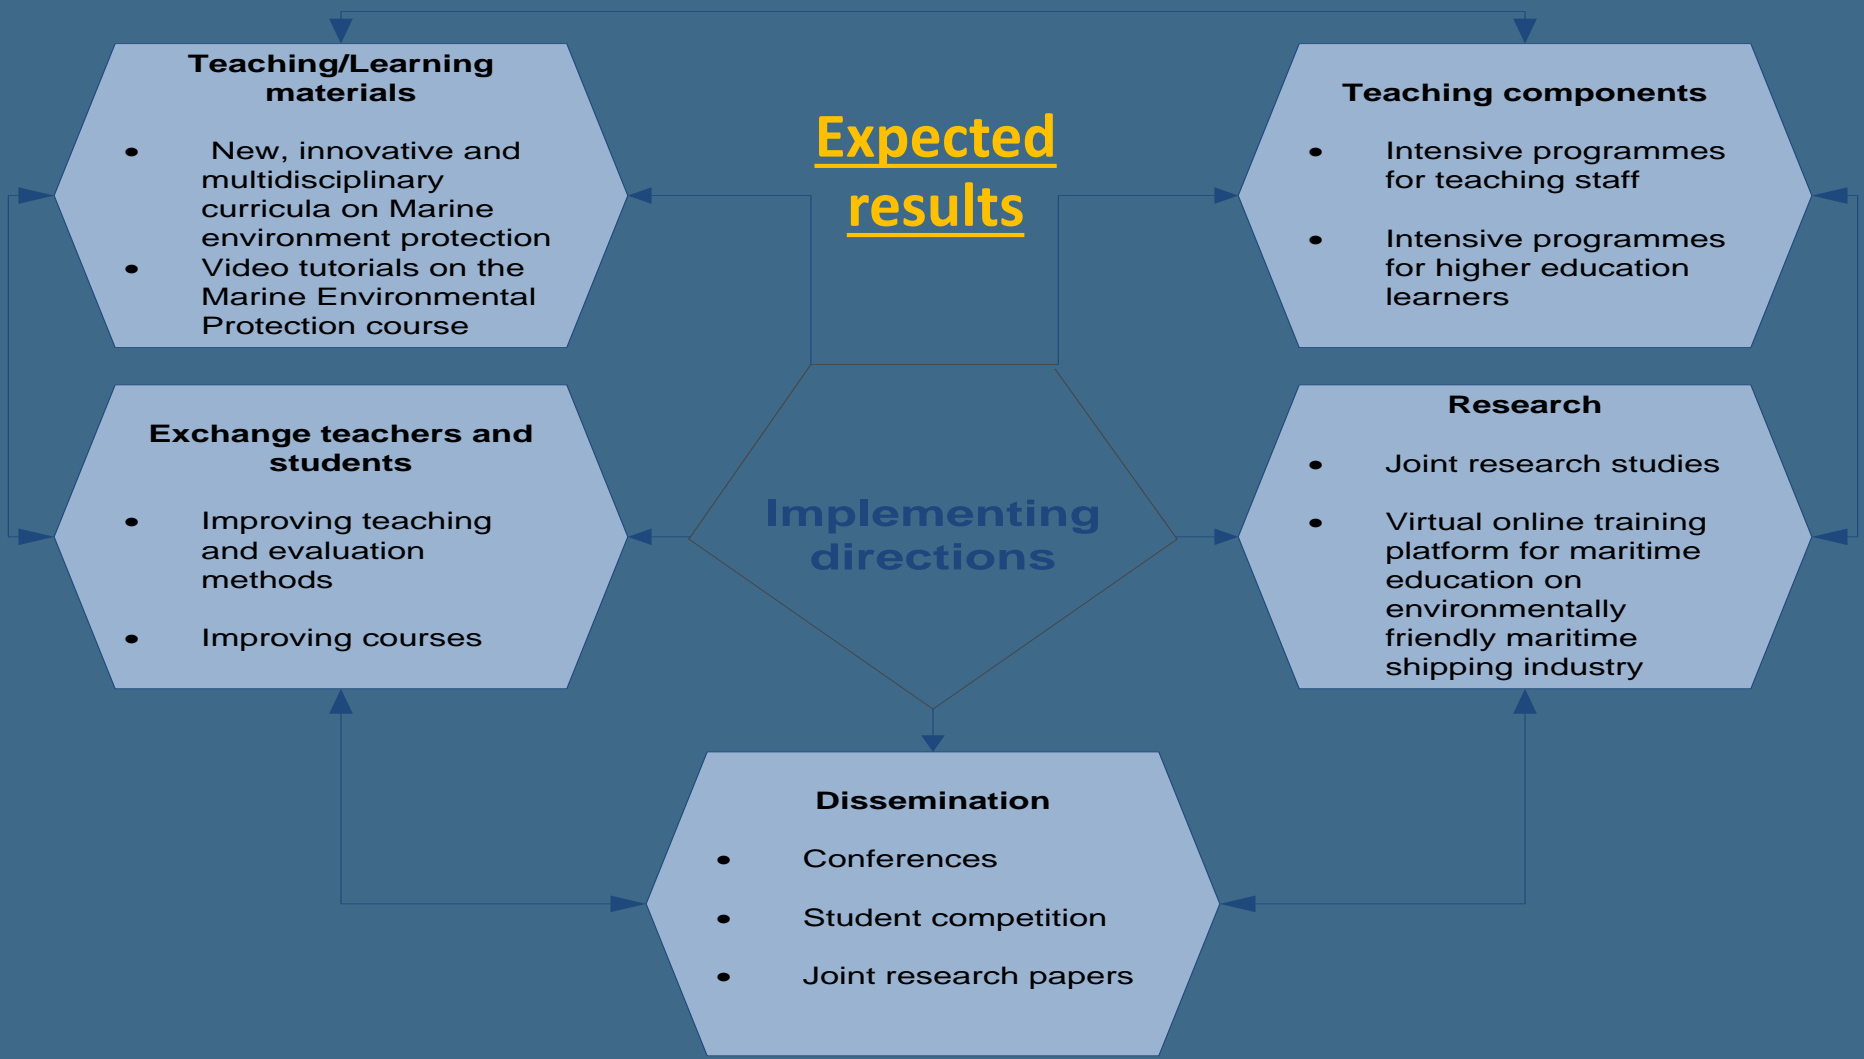 Expected
results
Teaching/Learning
materials
• New, innovative and
multidisciplinary
curricula on Marine
environment protection
• Video tutorials on the
Marine Environmental
Protection course
Teaching components
• Intensive programmes
for teaching staff
• Intensive programmes
for higher education
learners
Exchange teachers and
students
• Improving teaching
and evaluation
methods
• Improving courses
Implementing
directions
Research
• Joint research studies
• Virtual online training
platform for maritime
education on
environmentally
friendly maritime
shipping industry
Dissemination
• Conferences
• Student competition
• Joint research papers